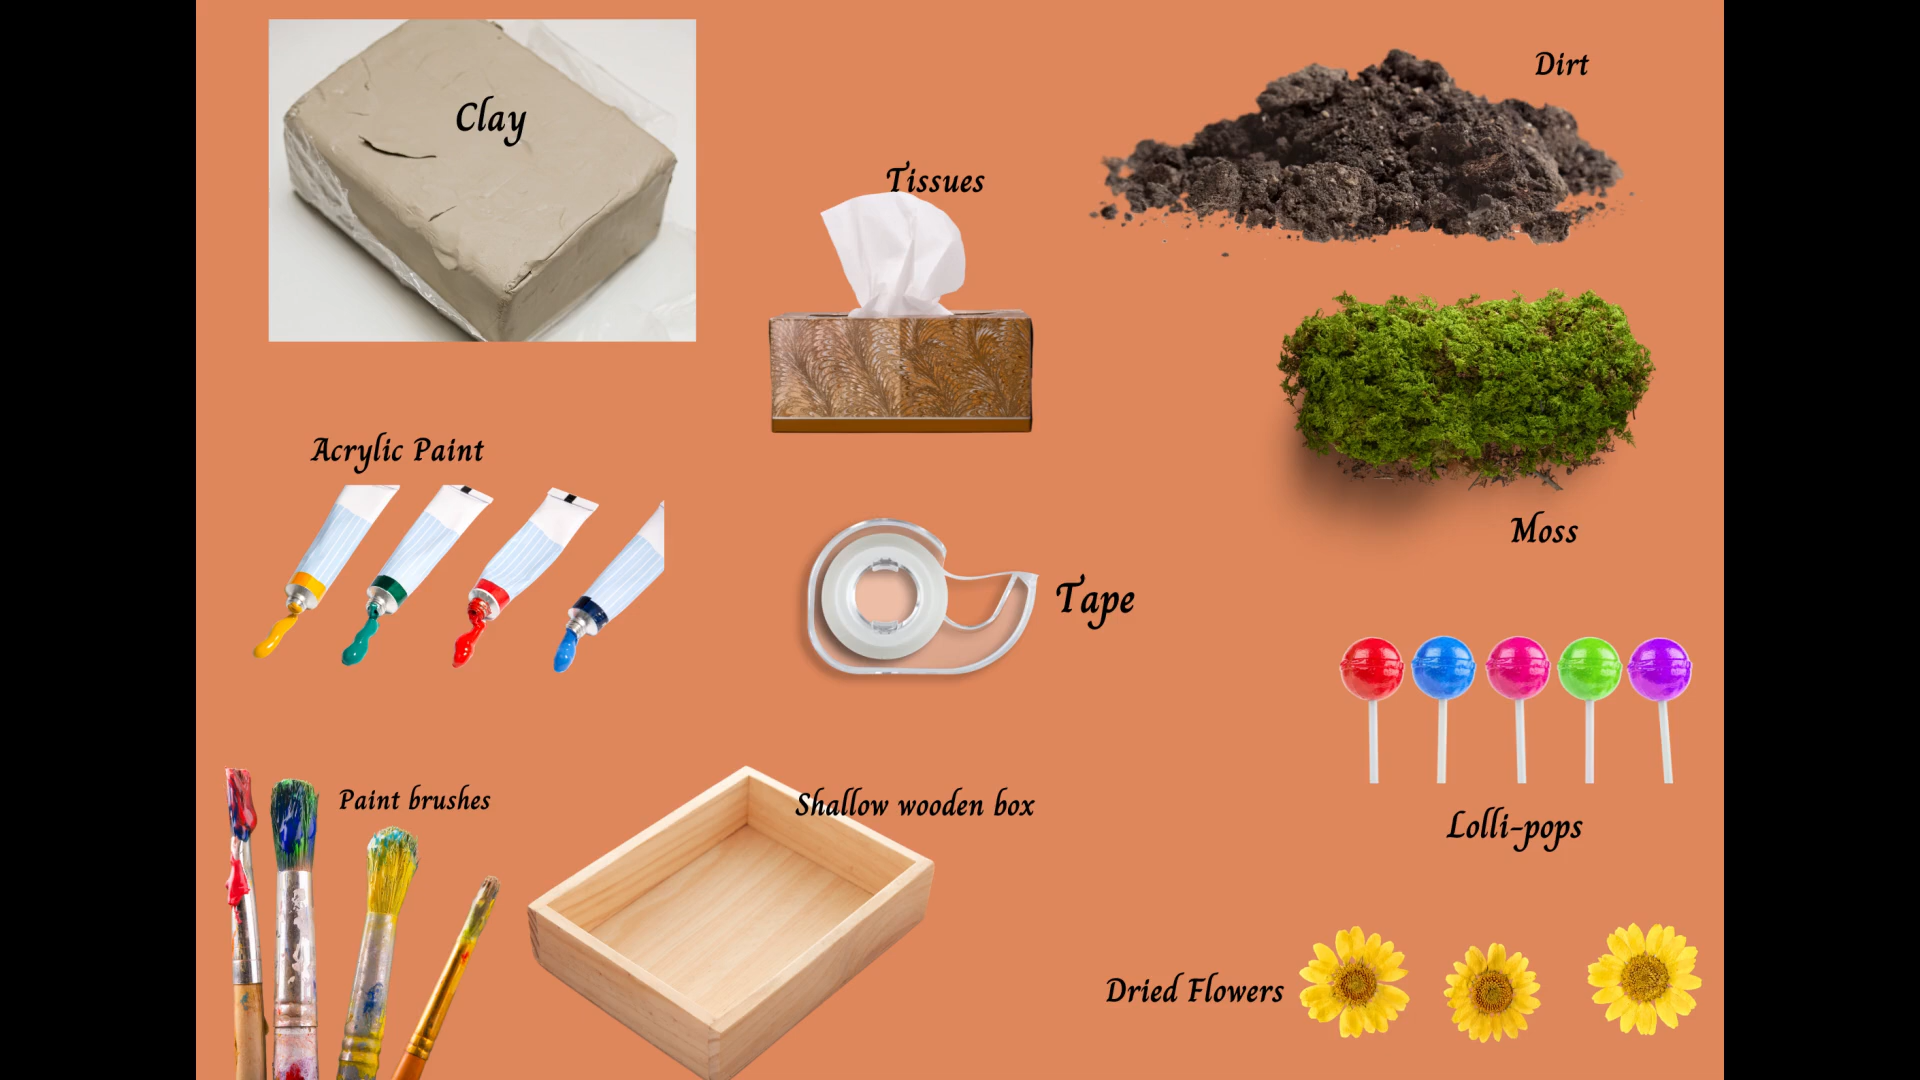 Clay
Dirt
Tissues
Acrylic Paint
Moss
Tape
Paint brushes
Shallow wooden box
Lolli-pops
Dried Flowers